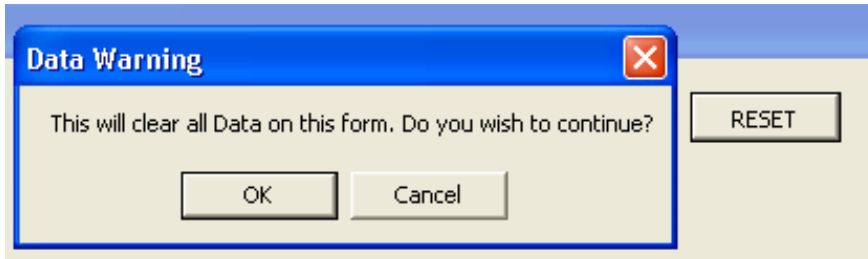 Data Warning
This will clear all Data on this form. Do you wish to continue?
RESET
OK
Cancel